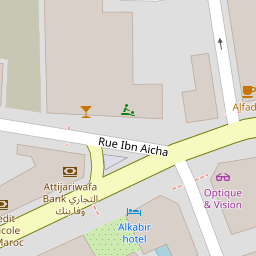 Alfad
Rue Ibn Aicha
Attijariwafa
Bank التجاري
وفا بنك
Optique
& Vision
edit
icole
Maroc
Alkabir
hotel